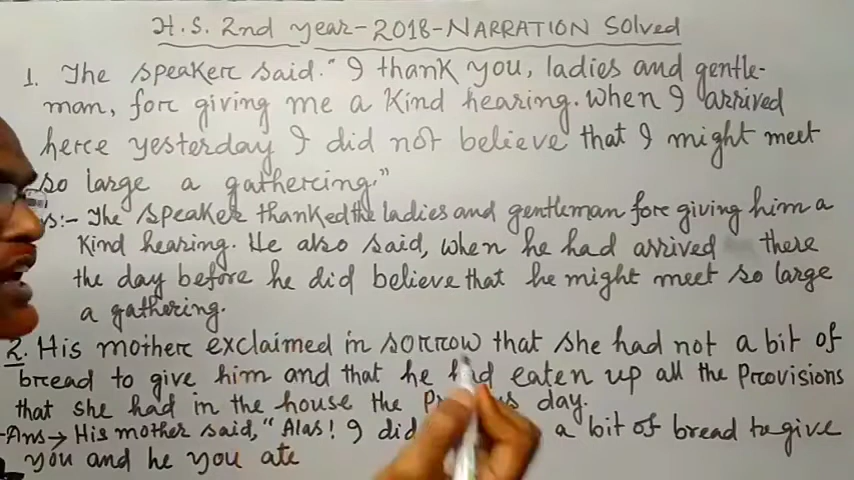 H.S. 2nd year-2018-NARRATION Solved
1. The speaker said. "I thank you, ladies and gentle-
man, for giving me a Kind hearing. When I arrived
here yesterday I did not believe that I might meet
so large a gathering."
s:- The speaker thanked the ladies and gentleman for giving him a
Kind hearing. He also said, when he had arrived there
the day before he did believe that he might meet so large
a gathering.
2. His mother exclaimed in sorrow that she had not a bit of
bread to give him and that he had eaten up all the Provisions
that she had in the house the day.
Ans→ His mother said, "Alas! I did a bit of bread to give
you and he you ate